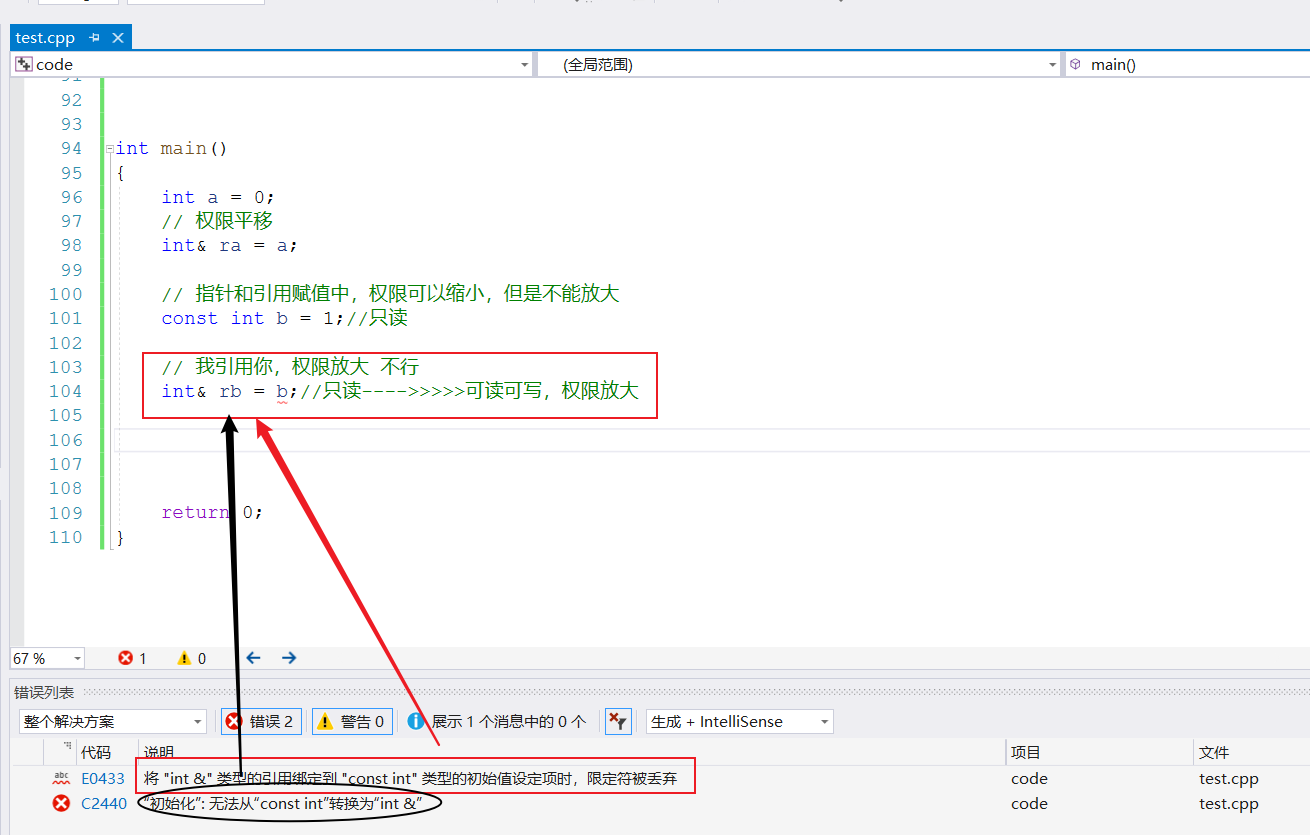 test.cpp
code (全局范围) main()
91
92
93
94 int main()
95 {
96 int a = 0;
97 // 权限平移
98 int& ra = a;
99
100 // 指针和引用赋值中，权限可以缩小，但是不能放大
101 const int b = 1;//只读
102
103 // 我引用你，权限放大 不行
104 int& rb = b;//只读---->>>>>可读可写，权限放大
105
106
107
108
109 return 0;
110 }
67 % 1 0
错误列表
整个解决方案 错误 2 警告 0 展示 1 个消息中的 0 个 生成 + IntelliSense
代码 说明 项目 文件
abc E0433 将 "int &" 类型的引用绑定到 "const int" 类型的初始值设定项时，限定符被丢弃 code test.cpp
C2440 “初始化”: 无法从“const int”转换为“int &” code test.cpp